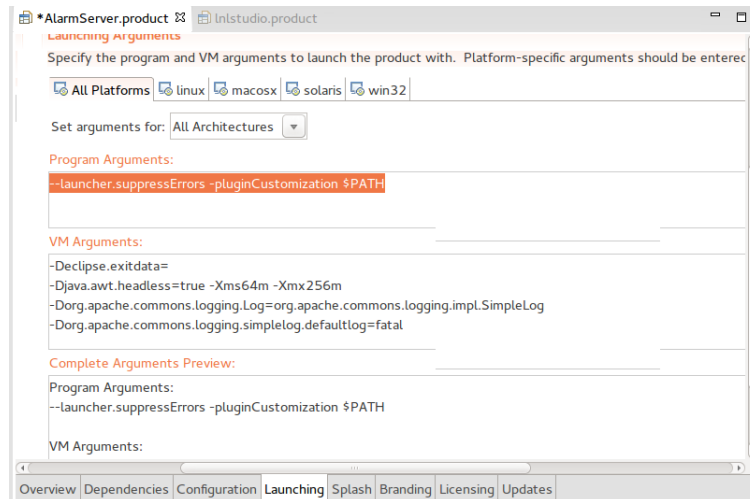 *AlarmServer.product lnlstudio.product
Launching Arguments
Specify the program and VM arguments to launch the product with. Platform-specific arguments should be entered
All Platforms linux macosx solaris win32
Set arguments for: All Architectures
Program Arguments:
--launcher.suppressErrors -pluginCustomization $PATH
VM Arguments:
-Declipse.exitdata=
-Djava.awt.headless=true -Xms64m -Xmx256m
-Dorg.apache.commons.logging.Log=org.apache.commons.logging.impl.SimpleLog
-Dorg.apache.commons.logging.simplelog.defaultlog=fatal
Complete Arguments Preview:
Program Arguments:
--launcher.suppressErrors -pluginCustomization $PATH
VM Arguments:
Overview Dependencies Configuration Launching Splash Branding Licensing Updates